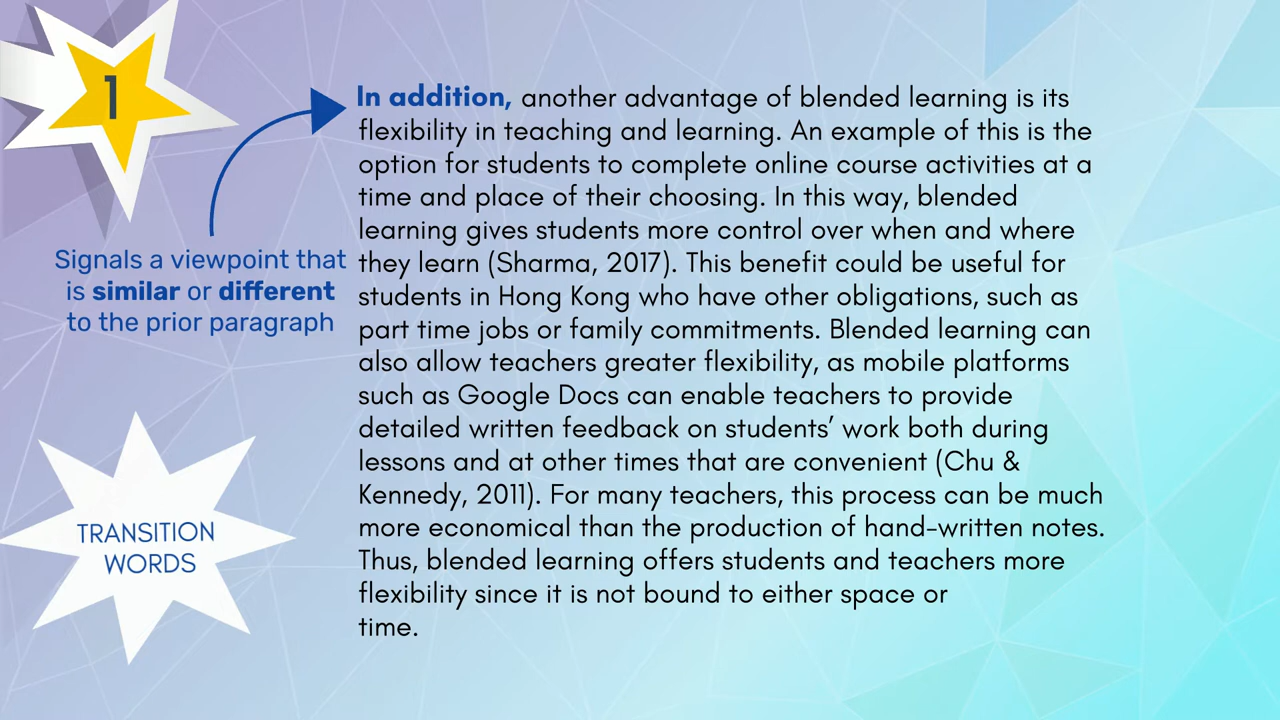 1
In addition, another advantage of blended learning is its
flexibility in teaching and learning. An example of this is the
option for students to complete online course activities at a
time and place of their choosing. In this way, blended
learning gives students more control over when and where
they learn (Sharma, 2017). This benefit could be useful for
students in Hong Kong who have other obligations, such as
part time jobs or family commitments. Blended learning can
also allow teachers greater flexibility, as mobile platforms
such as Google Docs can enable teachers to provide
detailed written feedback on students’ work both during
lessons and at other times that are convenient (Chu &
Kennedy, 2011). For many teachers, this process can be much
more economical than the production of hand-written notes.
Thus, blended learning offers students and teachers more
flexibility since it is not bound to either space or
time.
Signals a viewpoint that
is similar or different
to the prior paragraph
TRANSITION
WORDS